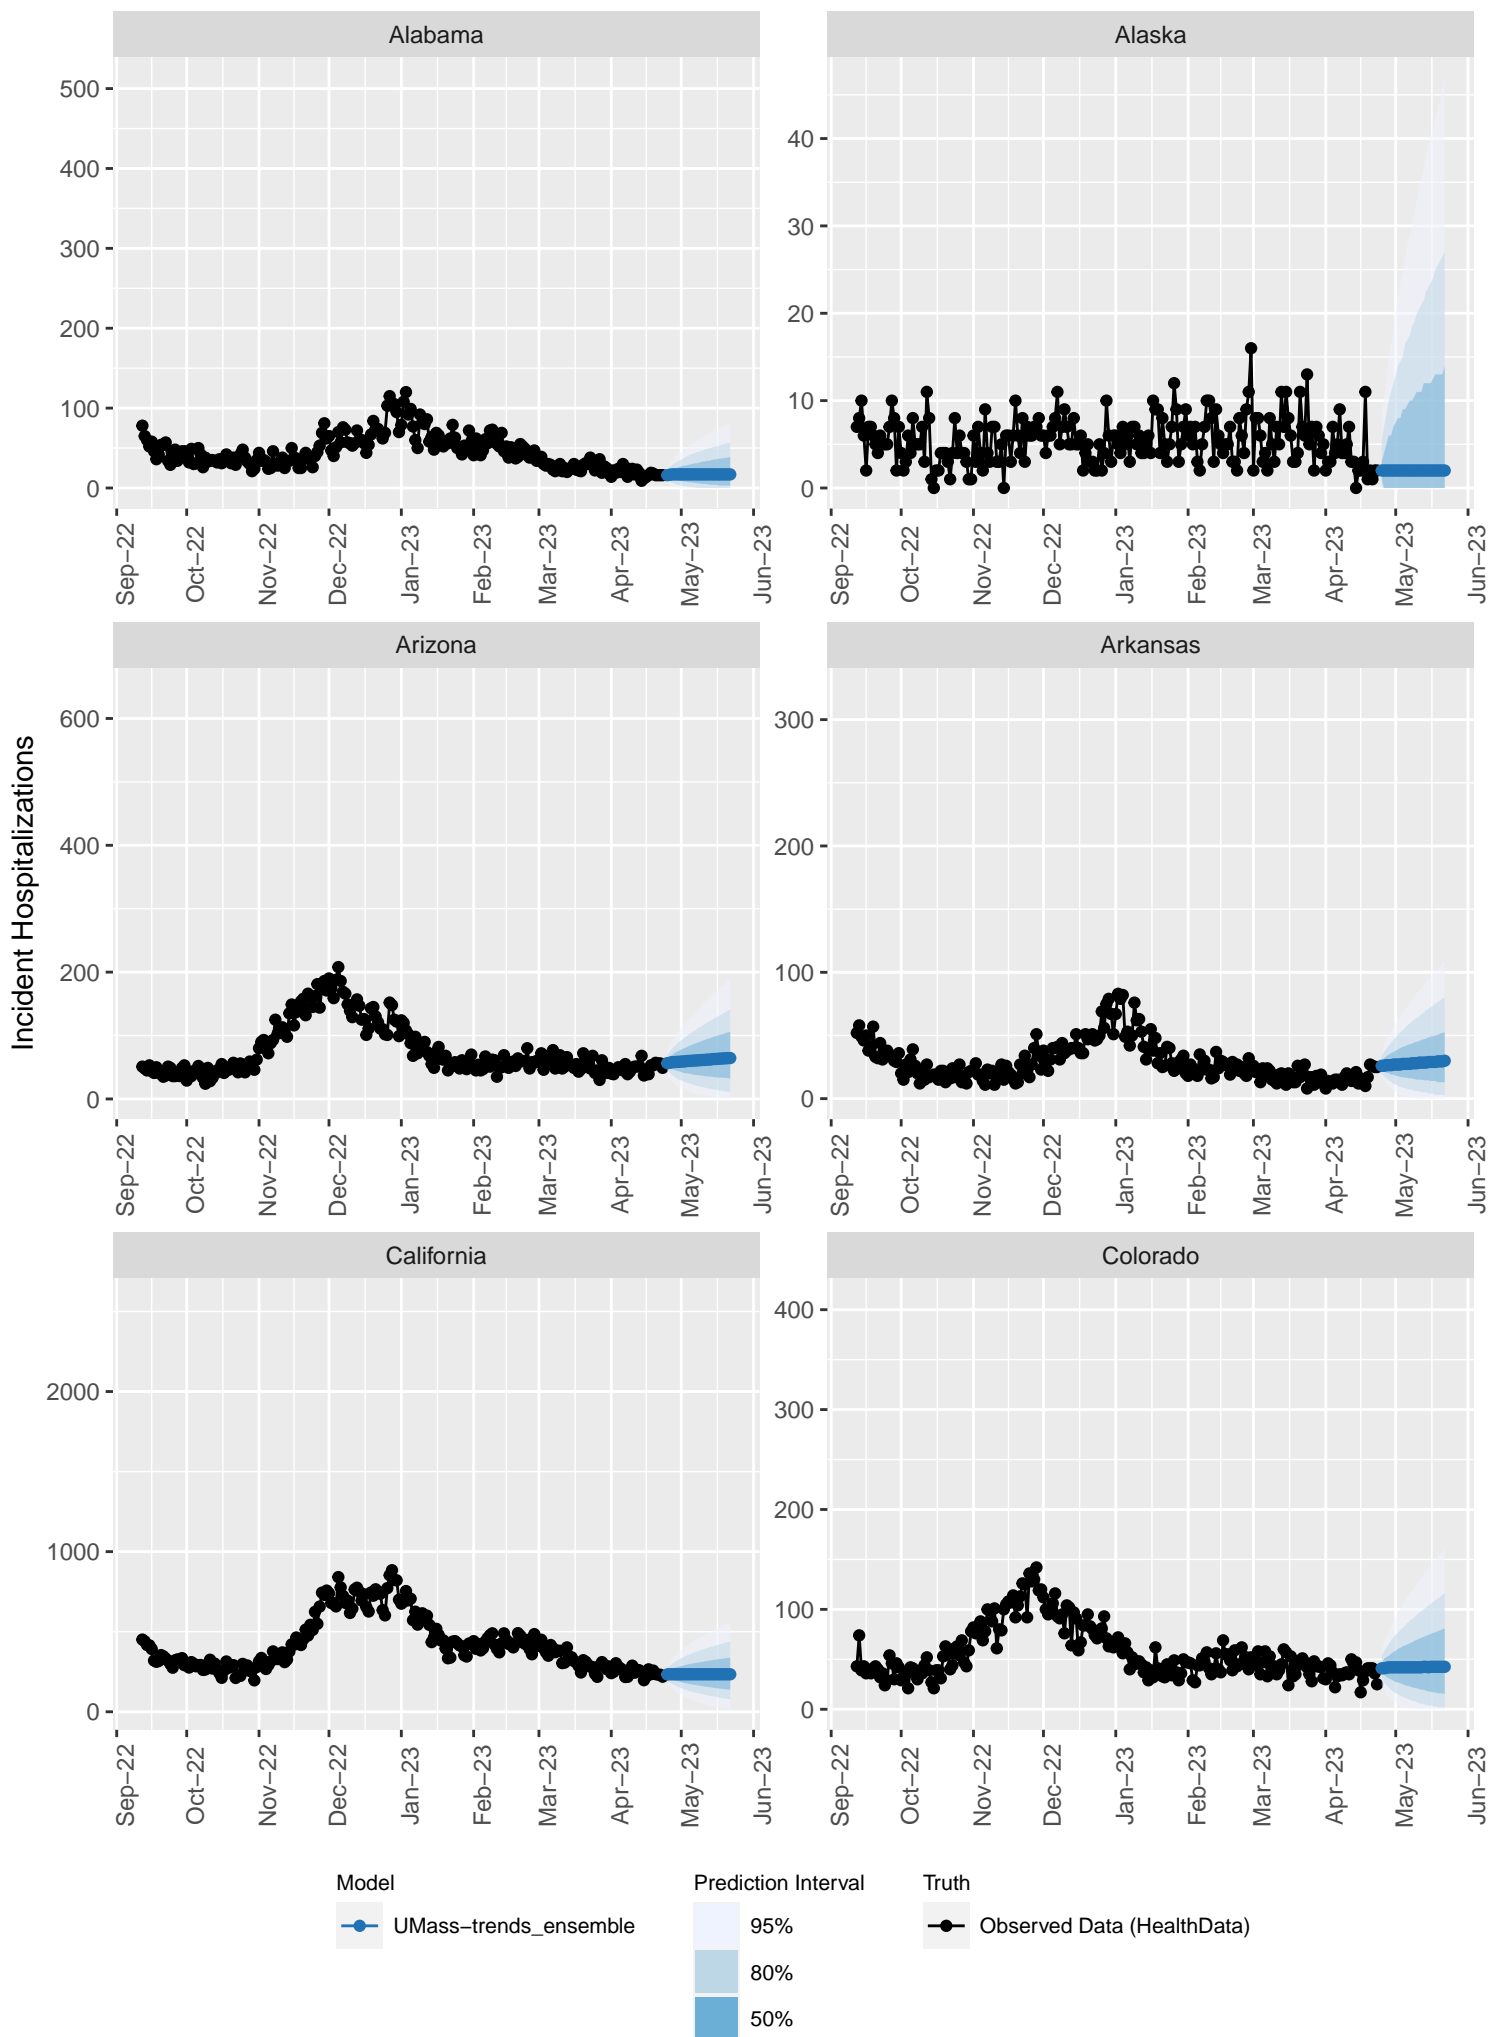 Alabama
Alaska
500
400
300
200
100
0
40
30
20
10
0
Sep−22
Oct−22
Nov−22
Dec−22
Jan−23
Feb−23
Mar−23
Apr−23
May−23
Jun−23
Sep−22
Oct−22
Nov−22
Dec−22
Jan−23
Feb−23
Mar−23
Apr−23
May−23
Jun−23
Arizona
Arkansas
Incident Hospitalizations
600
400
200
0
300
200
100
0
Sep−22
Oct−22
Nov−22
Dec−22
Jan−23
Feb−23
Mar−23
Apr−23
May−23
Jun−23
Sep−22
Oct−22
Nov−22
Dec−22
Jan−23
Feb−23
Mar−23
Apr−23
May−23
Jun−23
California
Colorado
2000
1000
0
400
300
200
100
0
Sep−22
Oct−22
Nov−22
Dec−22
Jan−23
Feb−23
Mar−23
Apr−23
May−23
Jun−23
Sep−22
Oct−22
Nov−22
Dec−22
Jan−23
Feb−23
Mar−23
Apr−23
May−23
Jun−23
Model
UMass−trends_ensemble
Prediction Interval
95%
80%
50%
Truth
Observed Data (HealthData)